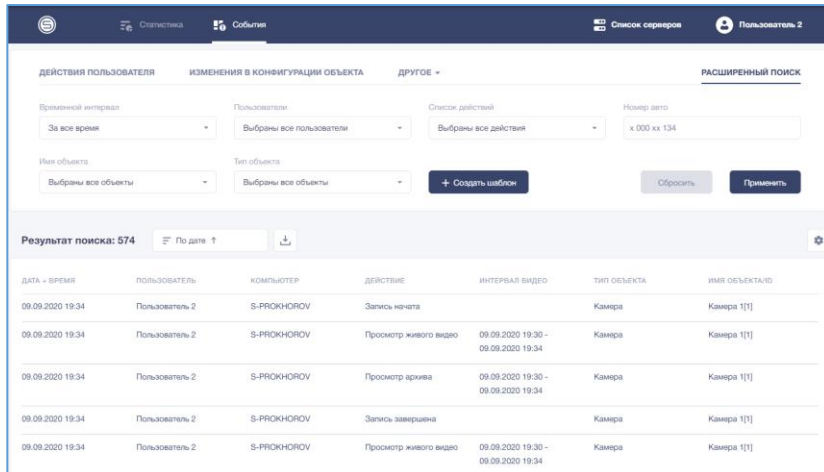 Статистика События Список серверов Пользователь 2
ДЕЙСТВИЯ ПОЛЬЗОВАТЕЛЯ ИЗМЕНЕНИЯ В КОНФИГУРАЦИИ ОБЪЕКТА ДРУГОЕ РАСШИРЕННЫЙ ПОИСК
Временной интервал Пользователи Список действий Номер авто
За все время Выбраны все пользователи Выбраны все действия х 000 хх 134
Имя объекта Тип объекта
Выбраны все объекты Выбраны все объекты + Создать шаблон Сбросить Применить
Результат поиска: 574 По дате ↑
ДАТА + ВРЕМЯ ПОЛЬЗОВАТЕЛЬ КОМПЬЮТЕР ДЕЙСТВИЕ ИНТЕРВАЛ ВИДЕО ТИП ОБЪЕКТА ИМЯ ОБЪЕКТА/ID
09.09.2020 19:34 Пользователь 2 S-PROKHOROV Запись начата Камера Камера 1[1]
09.09.2020 19:34 Пользователь 2 S-PROKHOROV Просмотр живого видео 09.09.2020 19:30 - Камера Камера 1[1]
09.09.2020 19:34
09.09.2020 19:34 Пользователь 2 S-PROKHOROV Просмотр архива 09.09.2020 19:30 - Камера Камера 1[1]
09.09.2020 19:34
09.09.2020 19:34 Пользователь 2 S-PROKHOROV Запись завершена Камера Камера 1[1]
09.09.2020 19:34 Пользователь 2 S-PROKHOROV Просмотр живого видео 09.09.2020 19:30 - Камера Камера 1[1]
09.09.2020 19:34